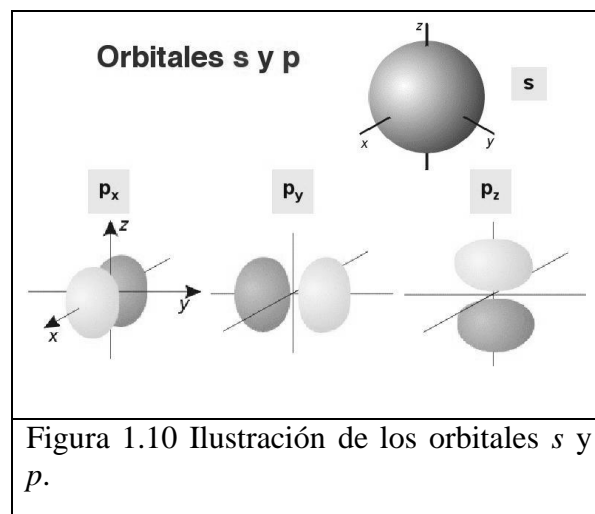 Orbitales s y p
z
s
x
y
px
py
pz
z
y
x
Figura 1.10 Ilustración de los orbitales s y
p.